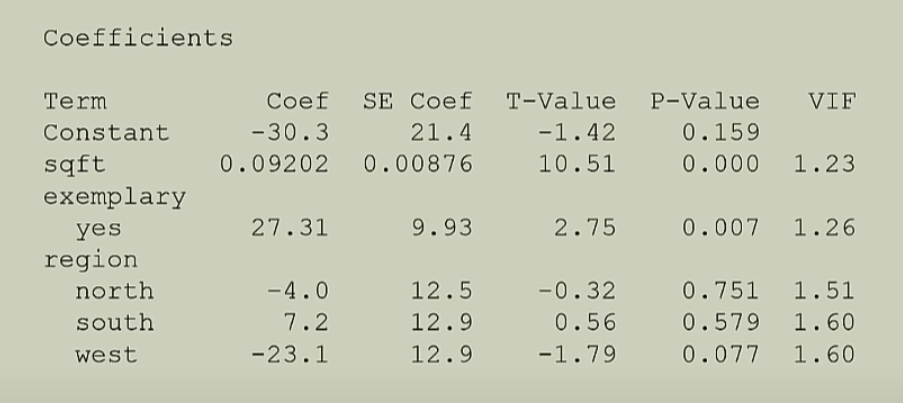 Coefficients
Term Coef SE Coef T-Value P-Value VIF
Constant -30.3 21.4 -1.42 0.159
sqft 0.09202 0.00876 10.51 0.000 1.23
exemplary
yes 27.31 9.93 2.75 0.007 1.26
region
north -4.0 12.5 -0.32 0.751 1.51
south 7.2 12.9 0.56 0.579 1.60
west -23.1 12.9 -1.79 0.077 1.60